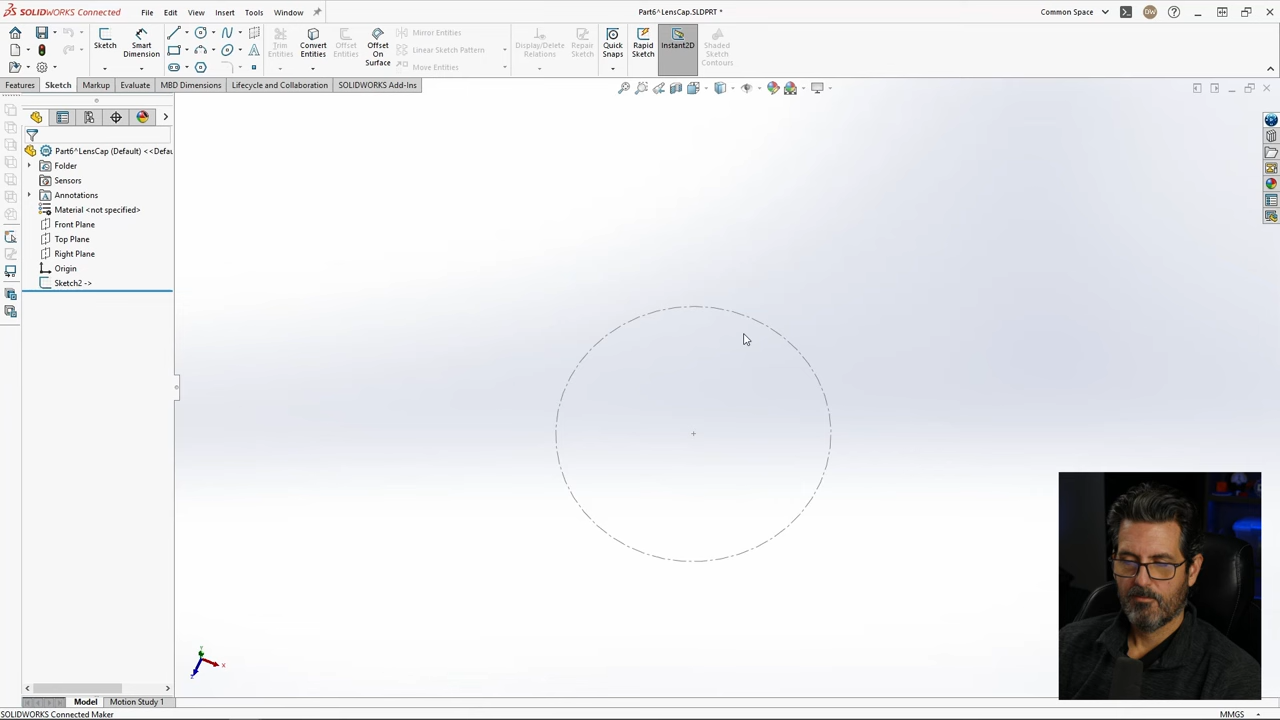 SOLIDWORKS Connected
File
Edit
View
Insert
Tools
Window
Part6^LensCap.SLDPRT *
Common Space
OW
Sketch
Smart Dimension
Trim Entities
Convert Entities
Offset Entities
Offset On Surface
Mirror Entities
Linear Sketch Pattern
Move Entities
Display/Delete Relations
Repair Sketch
Quick Snaps
Rapid Sketch
Instant2D
Shaded Sketch Contours
Features
Sketch
Markup
Evaluate
MBD Dimensions
Lifecycle and Collaboration
SOLIDWORKS Add-Ins
Part6^LensCap (Default) <<Defau
Folder
Sensors
Annotations
Material <not specified>
Front Plane
Top Plane
Right Plane
Origin
Sketch2 ->
Y
X
Z
Model
Motion Study 1
SOLIDWORKS Connected Maker
MMGS